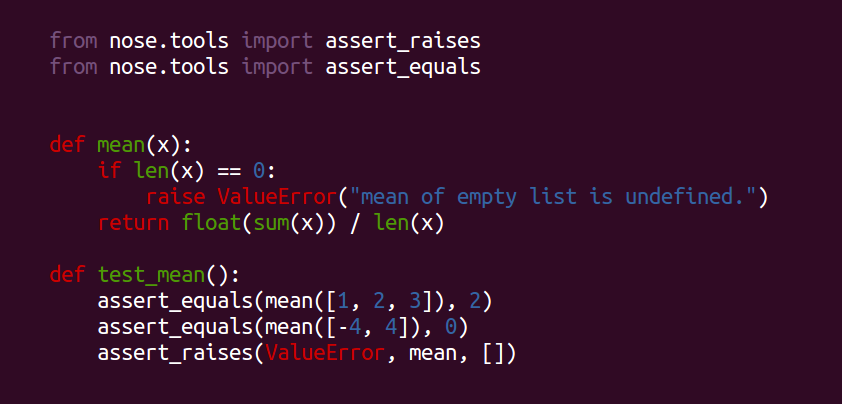 from nose.tools import assert_raises
from nose.tools import assert_equals
def mean(x):
    if len(x) == 0:
        raise ValueError("mean of empty list is undefined.")
    return float(sum(x)) / len(x)
def test_mean():
    assert_equals(mean([1, 2, 3]), 2)
    assert_equals(mean([-4, 4]), 0)
    assert_raises(ValueError, mean, [])